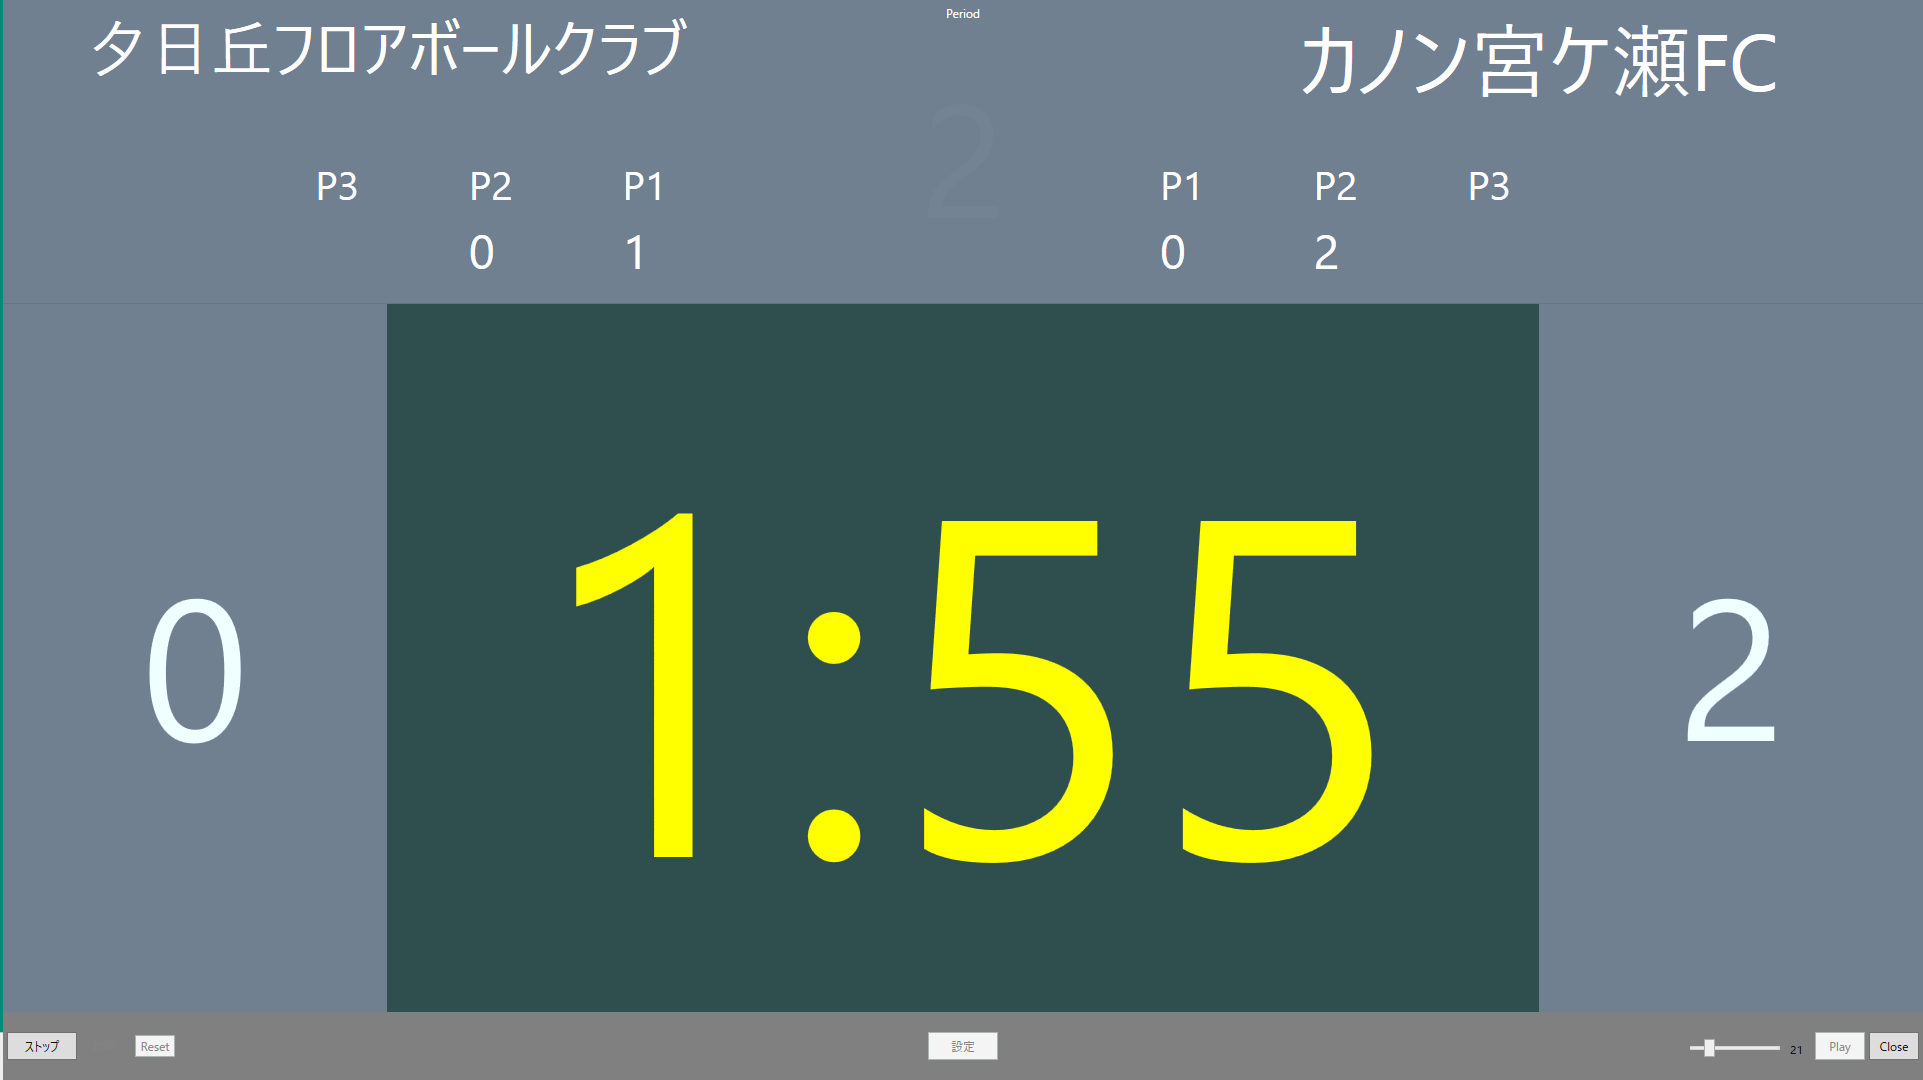 夕日丘フロアボールクラブ
Period
カノン宮ケ瀬FC
2
P3 P2 P1
P1 P2 P3
0 1
0 2
0
1:55
2
ストップ
Reset
設定
21
Play
Close